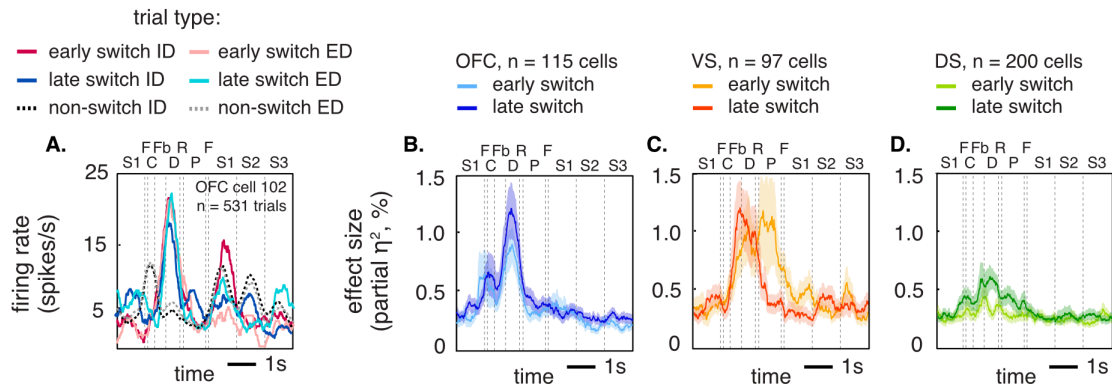 trial type:
early switch ID
early switch ED
late switch ID
late switch ED
non-switch ID
non-switch ED
OFC, n = 115 cells
early switch
late switch
VS, n = 97 cells
early switch
late switch
DS, n = 200 cells
early switch
late switch
A.
F Fb R F
S1 C D P S1 S2 S3
OFC cell 102
n = 531 trials
25
15
5
firing rate
(spikes/s)
time
1s
B.
F Fb R F
S1 C D P S1 S2 S3
1.5
1.0
0.5
0
effect size
(partial η², %)
time
1s
C.
F Fb R F
S1 C D P S1 S2 S3
1.5
1.0
0.5
0
time
1s
D.
F Fb R F
S1 C D P S1 S2 S3
1.5
1.0
0.5
0
time
1s